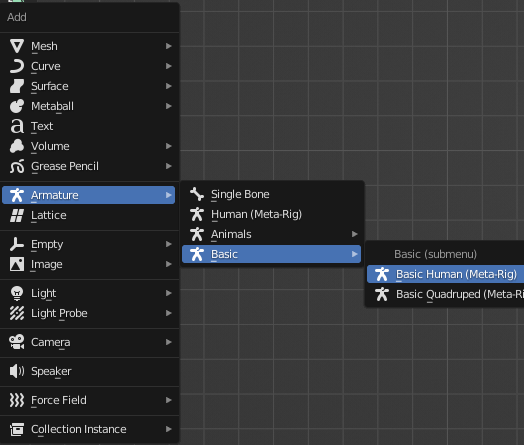 Add
Mesh
Curve
Surface
Metaball
Text
Volume
Grease Pencil
Armature
Lattice
Empty
Image
Light
Light Probe
Camera
Speaker
Force Field
Collection Instance
Single Bone
Human (Meta-Rig)
Animals
Basic
Basic (submenu)
Basic Human (Meta-Rig)
Basic Quadruped (Meta-Ri